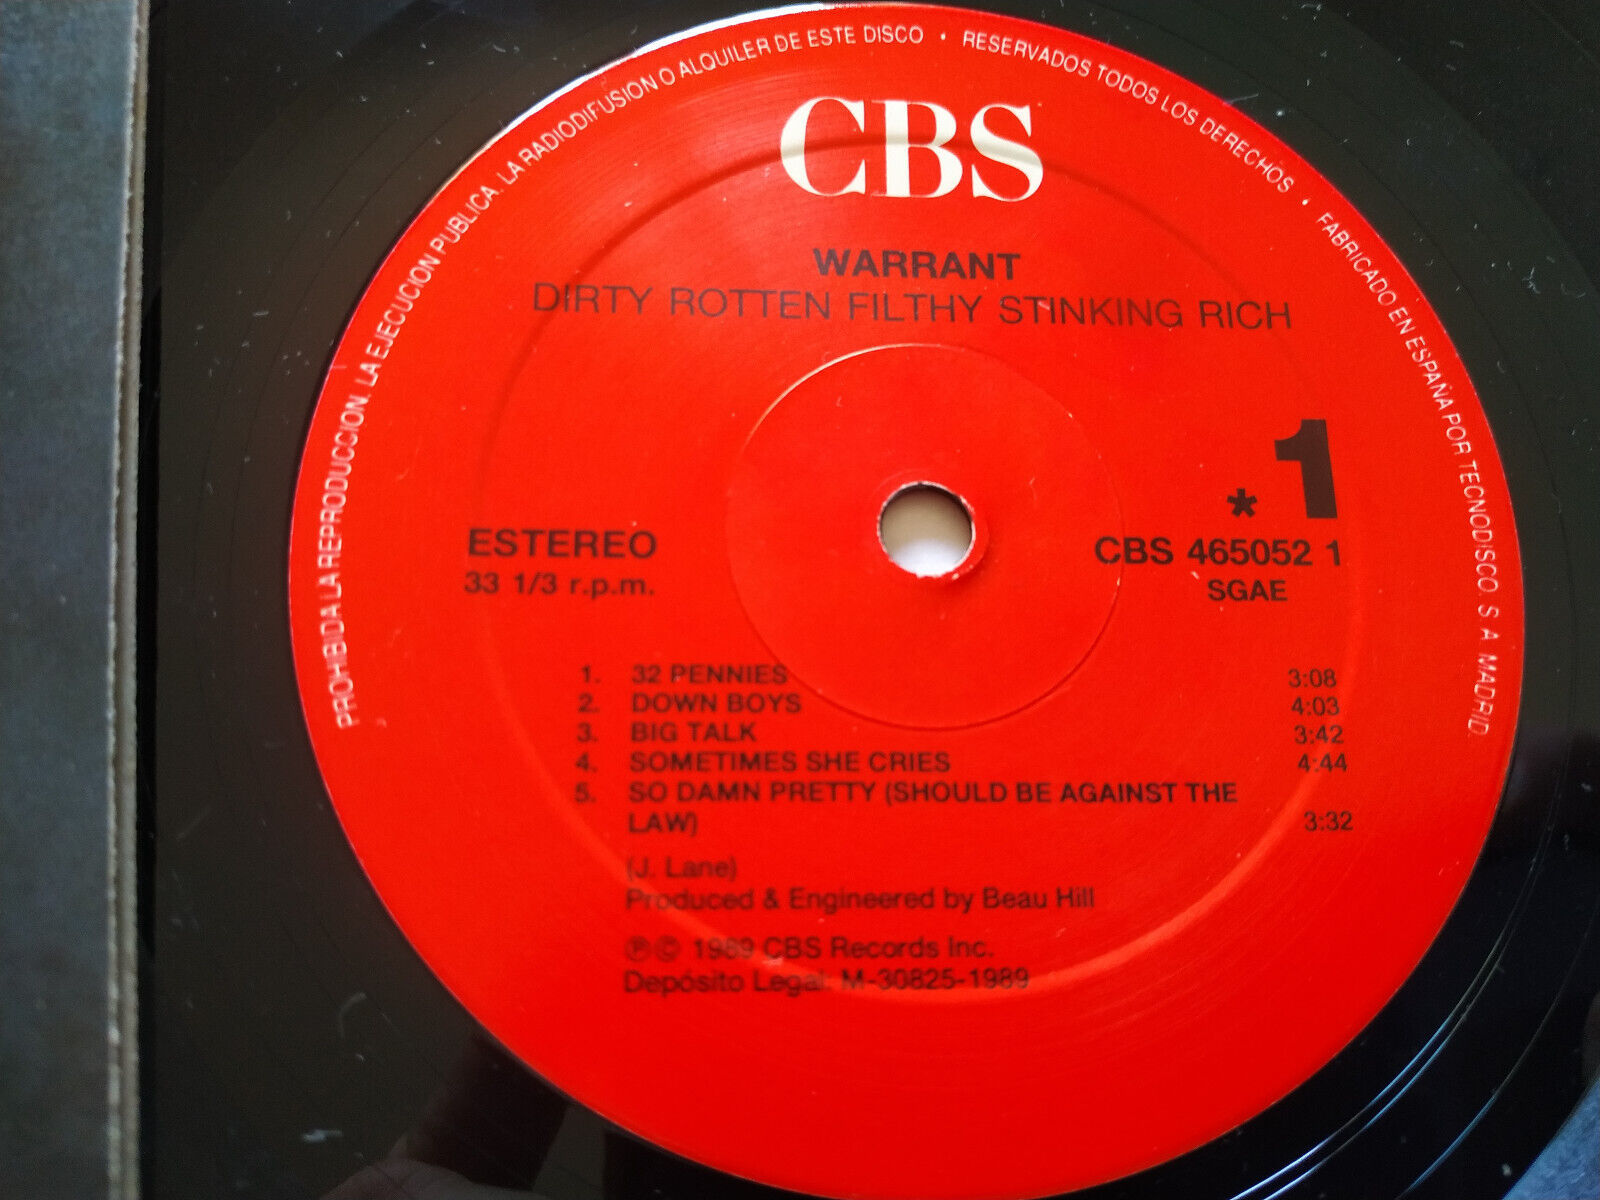 PROHIBIDA LA REPRODUCCION. LA EJECUCION PUBLICA. LA RADIODIFUSION O ALQUILER DE ESTE DISCO · RESERVADOS TODOS LOS DERECHOS · FABRICADO EN ESPAÑA POR TECNODISCO. S. A. MADRID
CBS
WARRANT
DIRTY ROTTEN FILTHY STINKING RICH
*1
ESTEREO
33 1/3 r.p.m.
CBS 465052 1
SGAE
1. 32 PENNIES 3:08
2. DOWN BOYS 4:03
3. BIG TALK 3:42
4. SOMETIMES SHE CRIES 4:44
5. SO DAMN PRETTY (SHOULD BE AGAINST THE
LAW) 3:32
(J. Lane)
Produced & Engineered by Beau Hill
Ⓟ © 1989 CBS Records Inc.
Depósito Legal: M-30825-1989